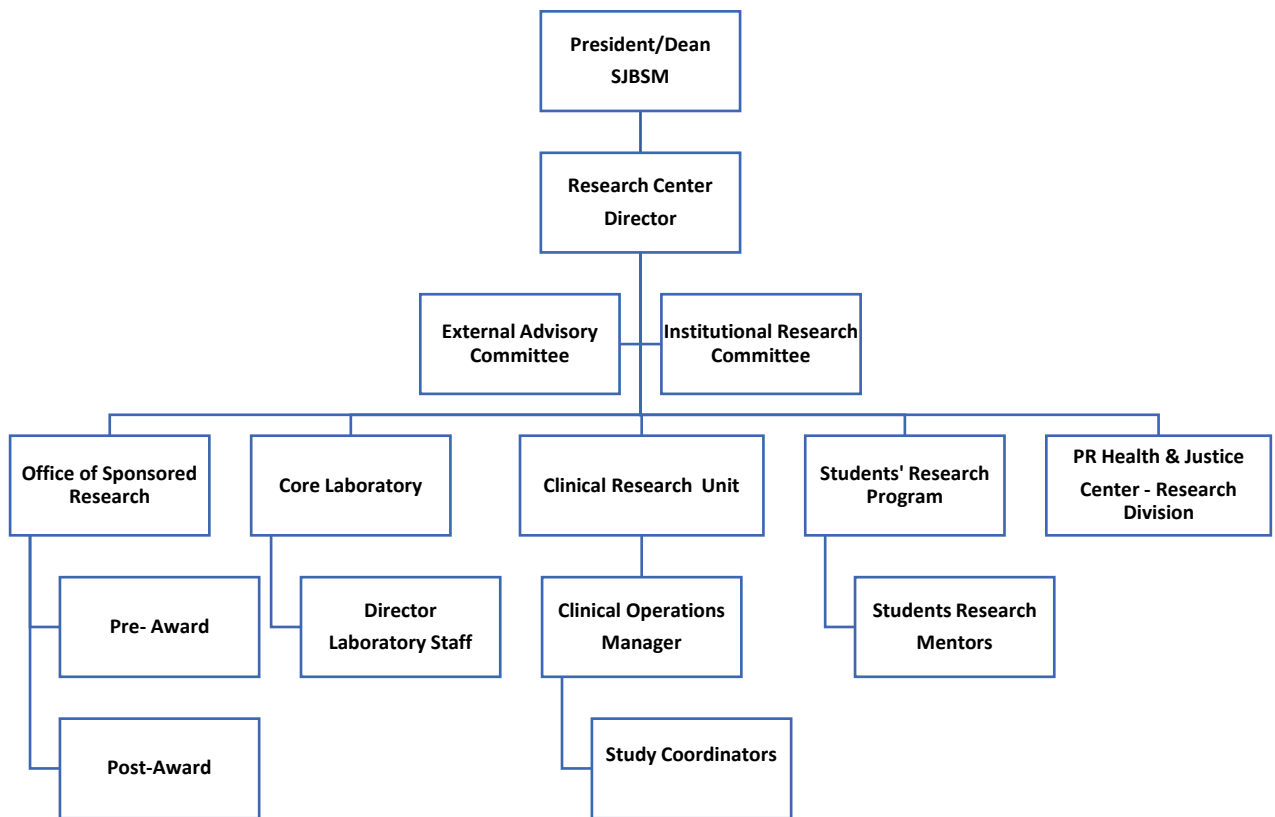 President/Dean
SJBSM
Research Center
Director
External Advisory
Committee
Institutional Research
Committee
Office of Sponsored
Research
Core Laboratory
Clinical Research Unit
Students' Research
Program
PR Health & Justice
Center - Research
Division
Pre- Award
Director
Laboratory Staff
Clinical Operations
Manager
Students Research
Mentors
Post-Award
Study Coordinators